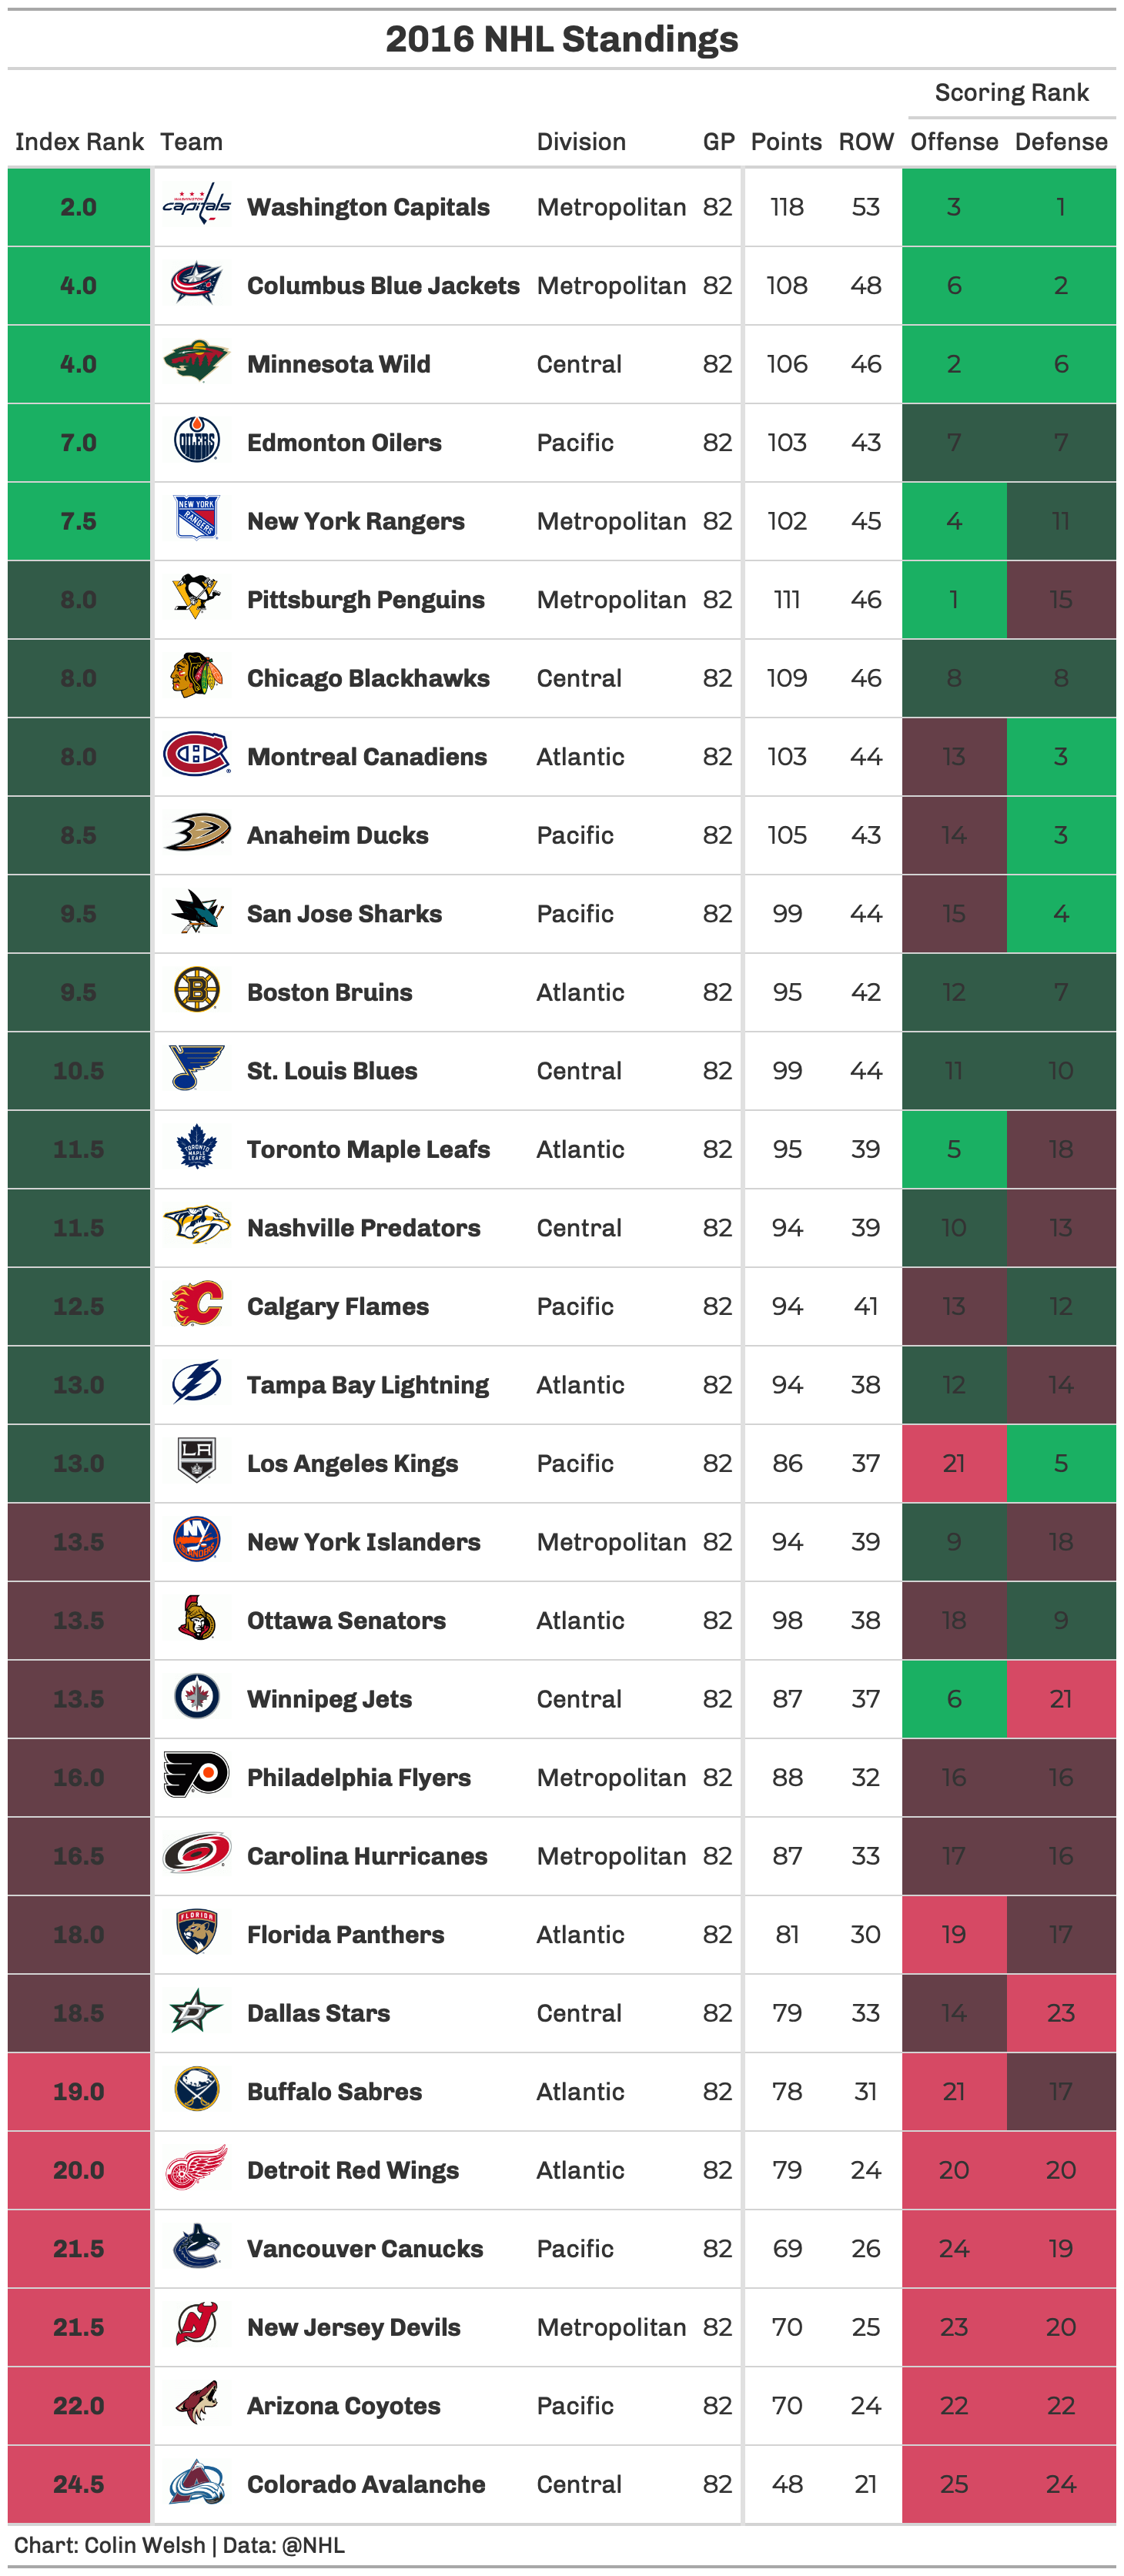 2016 NHL Standings
Scoring Rank
Index Rank Team Division GP Points ROW Offense Defense
2.0 Washington Capitals Metropolitan 82 118 53 3 1
4.0 Columbus Blue Jackets Metropolitan 82 108 48 6 2
4.0 Minnesota Wild Central 82 106 46 2 6
7.0 Edmonton Oilers Pacific 82 103 43 7 7
7.5 New York Rangers Metropolitan 82 102 45 4 11
8.0 Pittsburgh Penguins Metropolitan 82 111 46 1 15
8.0 Chicago Blackhawks Central 82 109 46 8 8
8.0 Montreal Canadiens Atlantic 82 103 44 13 3
8.5 Anaheim Ducks Pacific 82 105 43 14 3
9.5 San Jose Sharks Pacific 82 99 44 15 4
9.5 Boston Bruins Atlantic 82 95 42 12 7
10.5 St. Louis Blues Central 82 99 44 11 10
11.5 Toronto Maple Leafs Atlantic 82 95 39 5 18
11.5 Nashville Predators Central 82 94 39 10 13
12.5 Calgary Flames Pacific 82 94 41 13 12
13.0 Tampa Bay Lightning Atlantic 82 94 38 12 14
13.0 Los Angeles Kings Pacific 82 86 37 21 5
13.5 New York Islanders Metropolitan 82 94 39 9 18
13.5 Ottawa Senators Atlantic 82 98 38 18 9
13.5 Winnipeg Jets Central 82 87 37 6 21
16.0 Philadelphia Flyers Metropolitan 82 88 32 16 16
16.5 Carolina Hurricanes Metropolitan 82 87 33 17 16
18.0 Florida Panthers Atlantic 82 81 30 19 17
18.5 Dallas Stars Central 82 79 33 14 23
19.0 Buffalo Sabres Atlantic 82 78 31 21 17
20.0 Detroit Red Wings Atlantic 82 79 24 20 20
21.5 Vancouver Canucks Pacific 82 69 26 24 19
21.5 New Jersey Devils Metropolitan 82 70 25 23 20
22.0 Arizona Coyotes Pacific 82 70 24 22 22
24.5 Colorado Avalanche Central 82 48 21 25 24
Chart: Colin Welsh | Data: @NHL